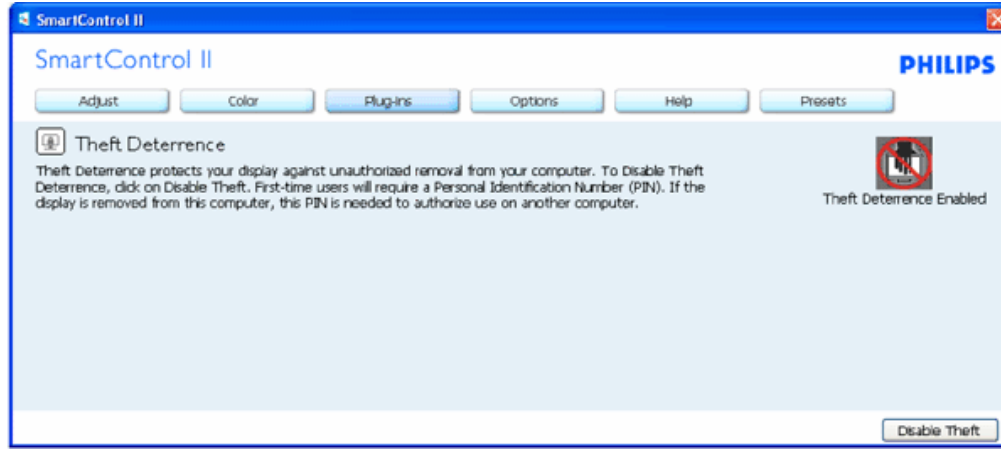 SmartControl II
SmartControl II
PHILIPS
Adjust Color Plug-Ins Options Help Presets
Theft Deterrence
Theft Deterrence protects your display against unauthorized removal from your computer. To Disable Theft
Deterrence, click on Disable Theft. First-time users will require a Personal Identification Number (PIN). If the
display is removed from this computer, this PIN is needed to authorize use on another computer.
Theft Deterrence Enabled
Disable Theft